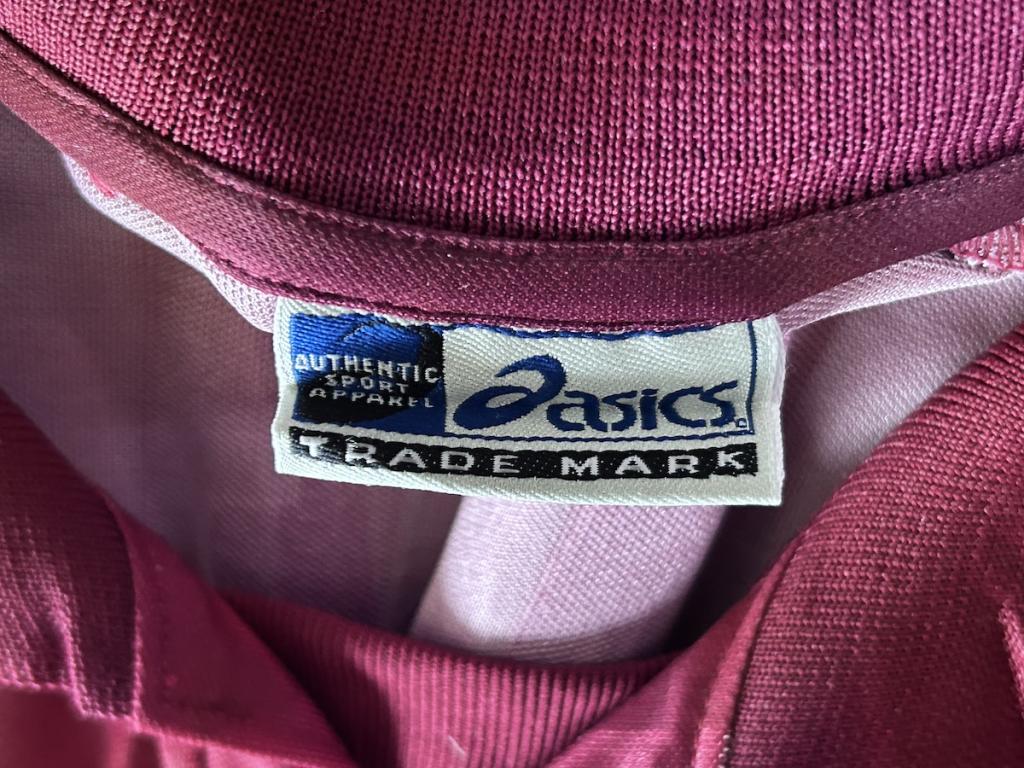 AUTHENTIC
SPORT
APPAREL
asics
TRADE MARK